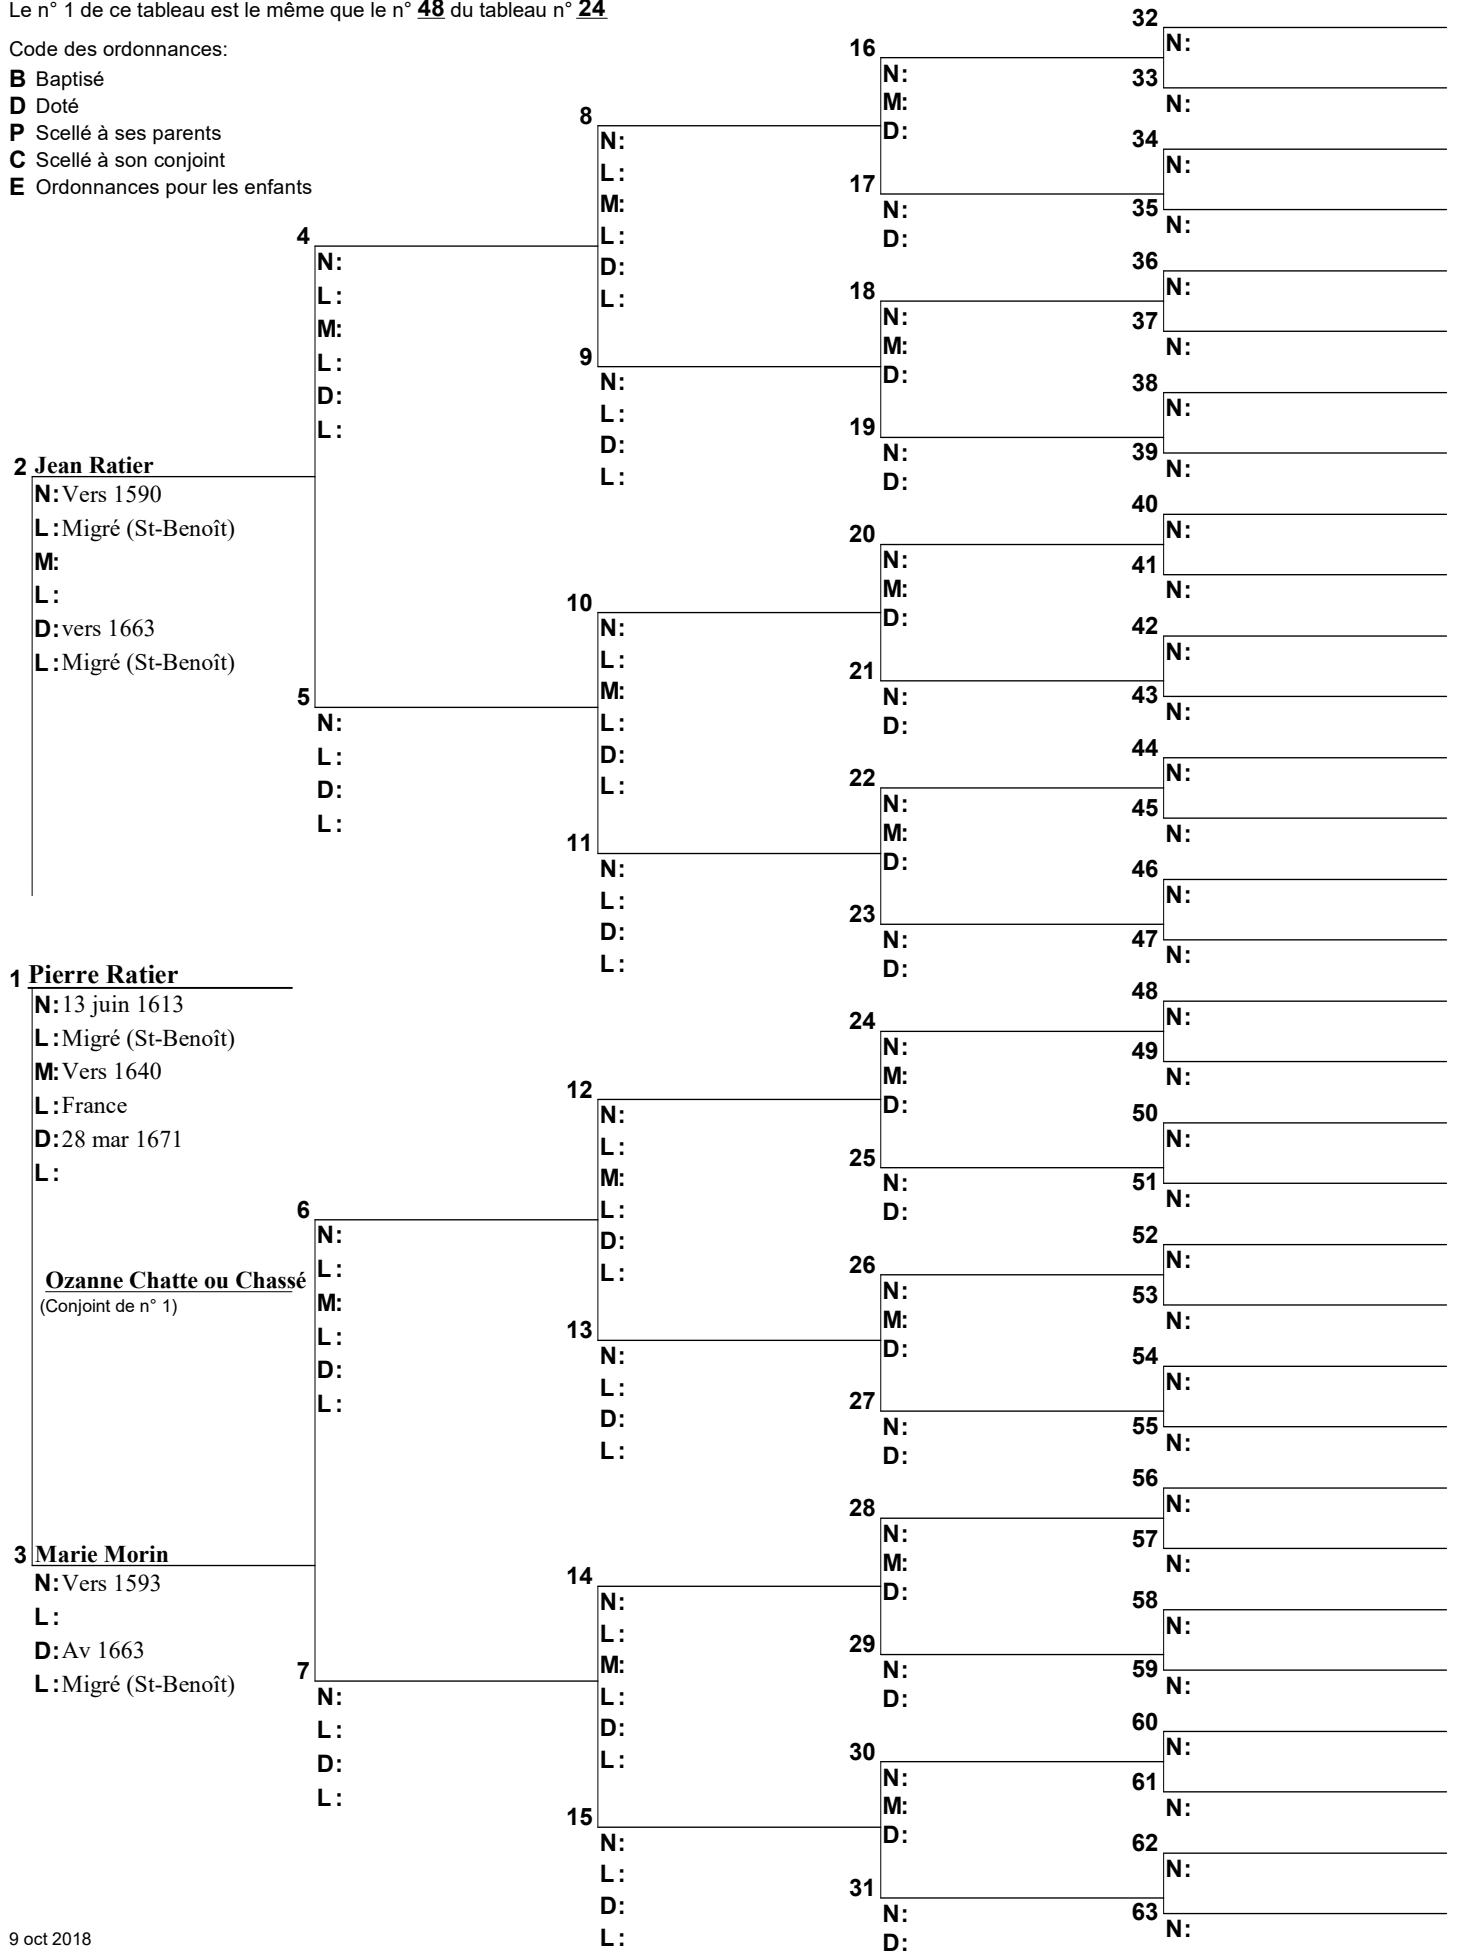 Le n° 1 de ce tableau est le même que le n° 48 du tableau n° 24
Code des ordonnances:
B Baptisé
D Doté
P Scellé à ses parents
C Scellé à son conjoint
E Ordonnances pour les enfants
2 Jean Ratier
N: Vers 1590
L: Migré (St-Benoît)
M:
L:
D: vers 1663
L: Migré (St-Benoît)
1 Pierre Ratier
N: 13 juin 1613
L: Migré (St-Benoît)
M: Vers 1640
L: France
D: 28 mar 1671
L:
Ozanne Chatte ou Chassé
(Conjoint de n° 1)
3 Marie Morin
N: Vers 1593
L:
D: Av 1663
L: Migré (St-Benoît)
9 oct 2018
4
N:
L:
M:
L:
D:
L:
5
N:
L:
D:
L:
6
N:
L:
M:
L:
D:
L:
7
N:
L:
D:
L:
8
N:
L:
M:
L:
D:
L:
9
N:
L:
D:
L:
10
N:
L:
M:
L:
D:
L:
11
N:
L:
D:
L:
12
N:
L:
M:
L:
D:
L:
13
N:
L:
D:
L:
14
N:
L:
M:
L:
D:
L:
15
N:
L:
D:
L:
16
N:
M:
D:
17
N:
D:
18
N:
M:
D:
19
N:
D:
20
N:
M:
D:
21
N:
D:
22
N:
M:
D:
23
N:
D:
24
N:
M:
D:
25
N:
D:
26
N:
M:
D:
27
N:
D:
28
N:
M:
D:
29
N:
D:
30
N:
M:
D:
31
N:
D:
32
N:
33
N:
34
N:
35
N:
36
N:
37
N:
38
N:
39
N:
40
N:
41
N:
42
N:
43
N:
44
N:
45
N:
46
N:
47
N:
48
N:
49
N:
50
N:
51
N:
52
N:
53
N:
54
N:
55
N:
56
N:
57
N:
58
N:
59
N:
60
N:
61
N:
62
N:
63
N: